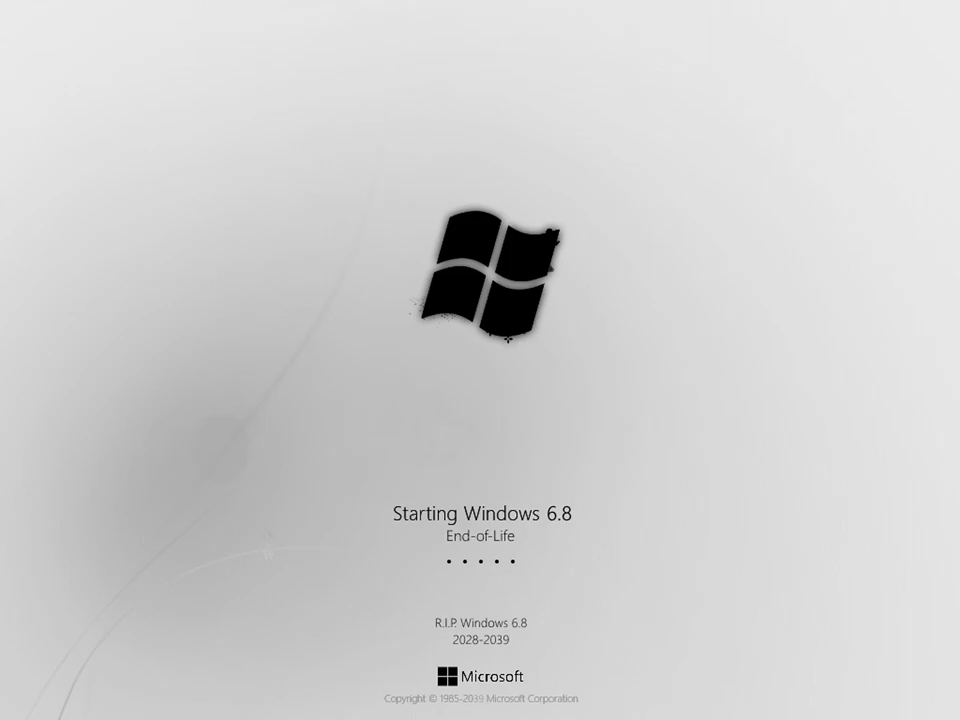 Starting Windows 6.8
End-of-Life
R.I.P. Windows 6.8
2028-2039
Microsoft
Copyright © 1985-2039 Microsoft Corporation